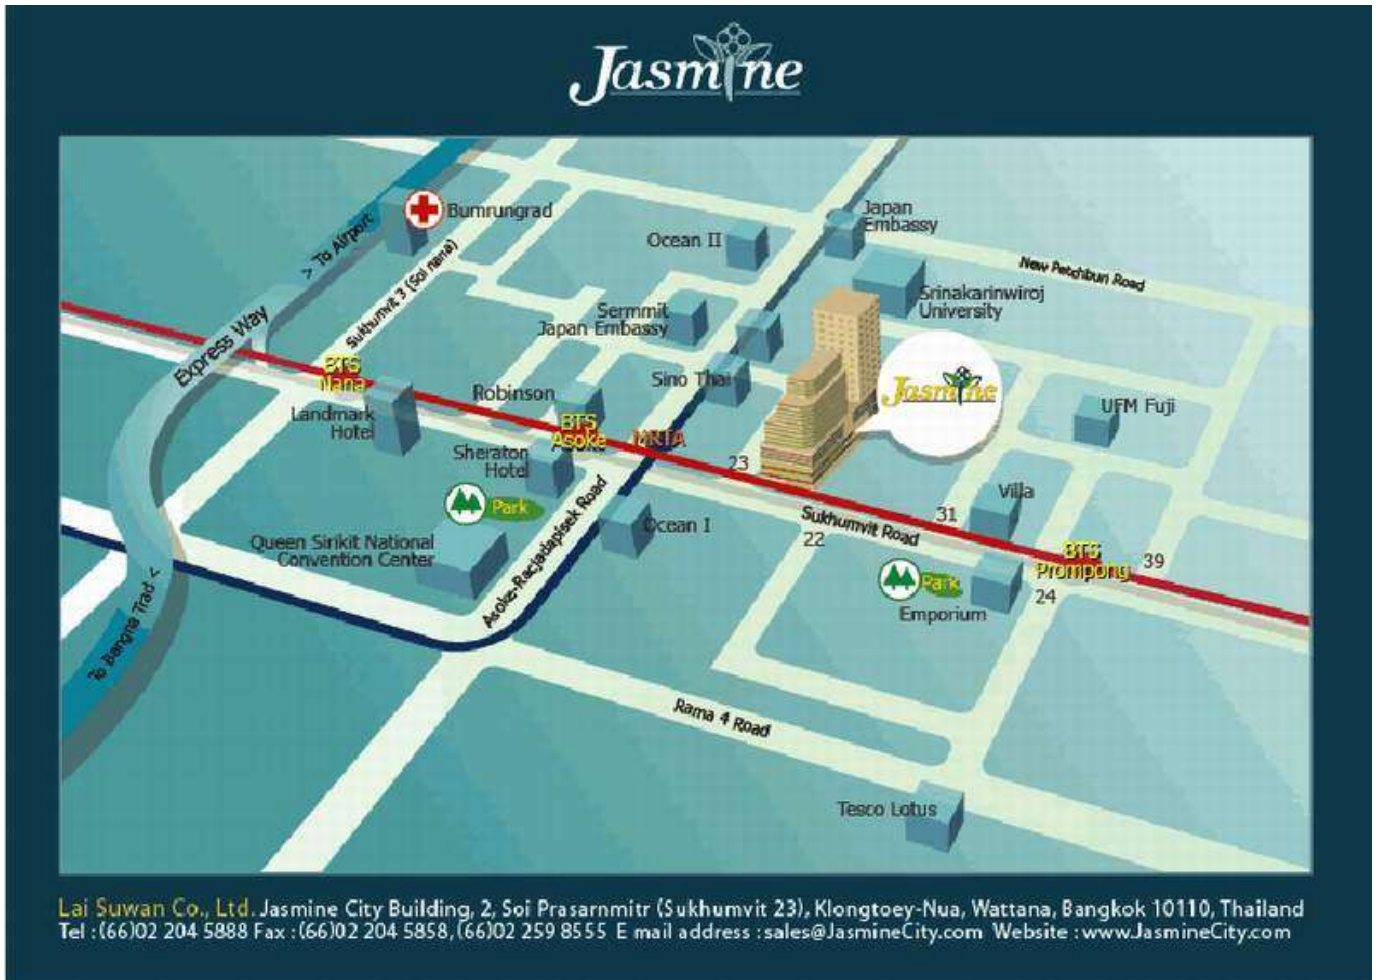 Jasmine
Bumrungrad
> To Airport
Sukhumvit 3 (Soi nana)
Express Way
Japan
Embassy
Ocean II
New Petchburi Road
Srinakarinwiroj
University
Sermmit
Japan Embassy
Sino Thai
Jasmine
BTS
Nana
Landmark
Hotel
Robinson
BTS
Asoke
MRTA
UFM Fuji
Sheraton
Hotel
23
Park
Villa
Asoke-Racjadapisek Road
Ocean I
Sukhumvit Road
31
22
Queen Sirikit National
Convention Center
BTS
Prompong
39
Park
24
Emporium
To Bangna Trad <
Rama 4 Road
Tesco Lotus
Lai Suwan Co., Ltd. Jasmine City Building, 2, Soi Prasarnmitr (Sukhumvit 23), Klongtoey-Nua, Wattana, Bangkok 10110, Thailand
Tel : (66)02 204 5888 Fax : (66)02 204 5858, (66)02 259 8555 E mail address : sales@JasmineCity.com Website : www.JasmineCity.com